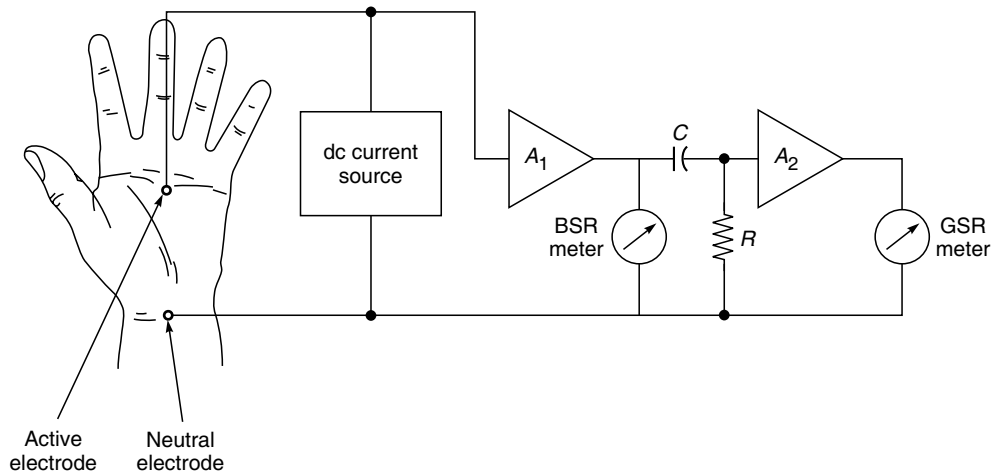 dc current
source
A1
C
A2
BSR
meter
R
GSR
meter
Active
electrode
Neutral
electrode